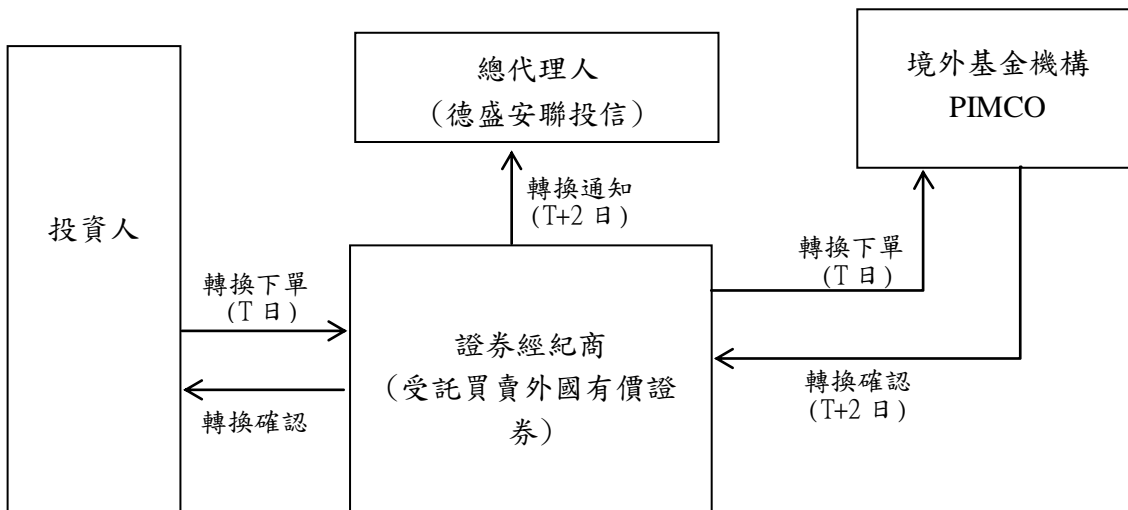 總代理人
(德盛安聯投信)
境外基金機構
PIMCO
投資人
轉換通知
(T+2 日)
轉換下單
(T 日)
轉換下單
(T 日)
證券經紀商
(受託買賣外國有價證
券)
轉換確認
轉換確認
(T+2 日)